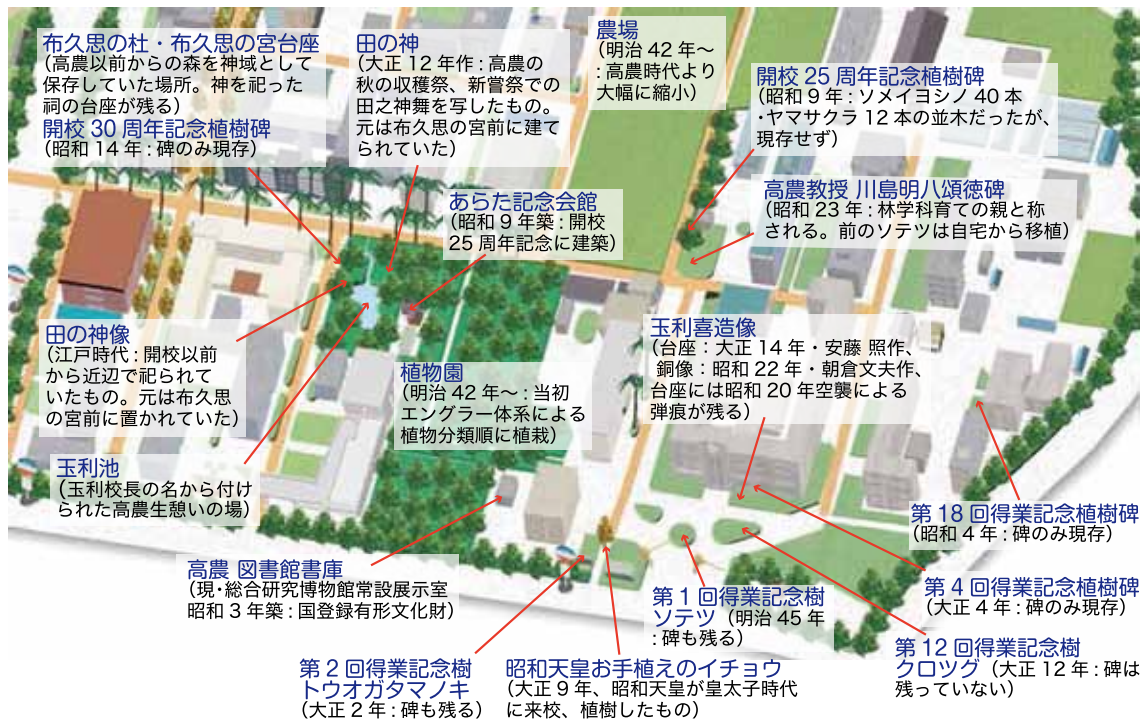 布久思の杜・布久思の宮台座
(高農以前からの森を神域として
保存していた場所。神を祀った
祠の台座が残る)
開校 30 周年記念植樹碑
(昭和 14 年 : 碑のみ現存)
田の神
(大正 12 年作 : 高農の
秋の収穫祭、新嘗祭での
田之神舞を写したもの。
元は布久思の宮前に建て
られていた)
農場
(明治 42 年〜
: 高農時代より
大幅に縮小)
開校 25 周年記念植樹碑
(昭和 9 年 : ソメイヨシノ 40 本
・ヤマサクラ 12 本の並木だったが、
現存せず)
あらた記念会館
(昭和 9 年築 : 開校
25 周年記念に建築)
高農教授 川島明八頌徳碑
(昭和 23 年 : 林学科育ての親と称
される。前のソテツは自宅から移植)
田の神像
(江戸時代 : 開校以前
から近辺で祀られて
いたもの。元は布久思
の宮前に置かれていた)
植物園
(明治 42 年〜 : 当初
エングラー体系による
植物分類順に植栽)
玉利喜造像
(台座 : 大正 14 年・安藤 照作、
銅像 : 昭和 22 年・朝倉文夫作、
台座には昭和 20 年空襲による
弾痕が残る)
玉利池
(玉利校長の名から付け
られた高農生憩いの場)
第 18 回得業記念植樹碑
(昭和 4 年 : 碑のみ現存)
高農 図書館書庫
(現・総合研究博物館常設展示室
昭和 3 年築 : 国登録有形文化財)
第 1 回得業記念樹
ソテツ (明治 45 年
: 碑も残る)
第 4 回得業記念植樹碑
(大正 4 年 : 碑のみ現存)
第 12 回得業記念樹
クロツグ (大正 12 年 : 碑は
残っていない)
第 2 回得業記念樹
トウオガタマノキ
(大正 2 年 : 碑も残る)
昭和天皇お手植えのイチョウ
(大正 9 年、昭和天皇が皇太子時代
に来校、植樹したもの)